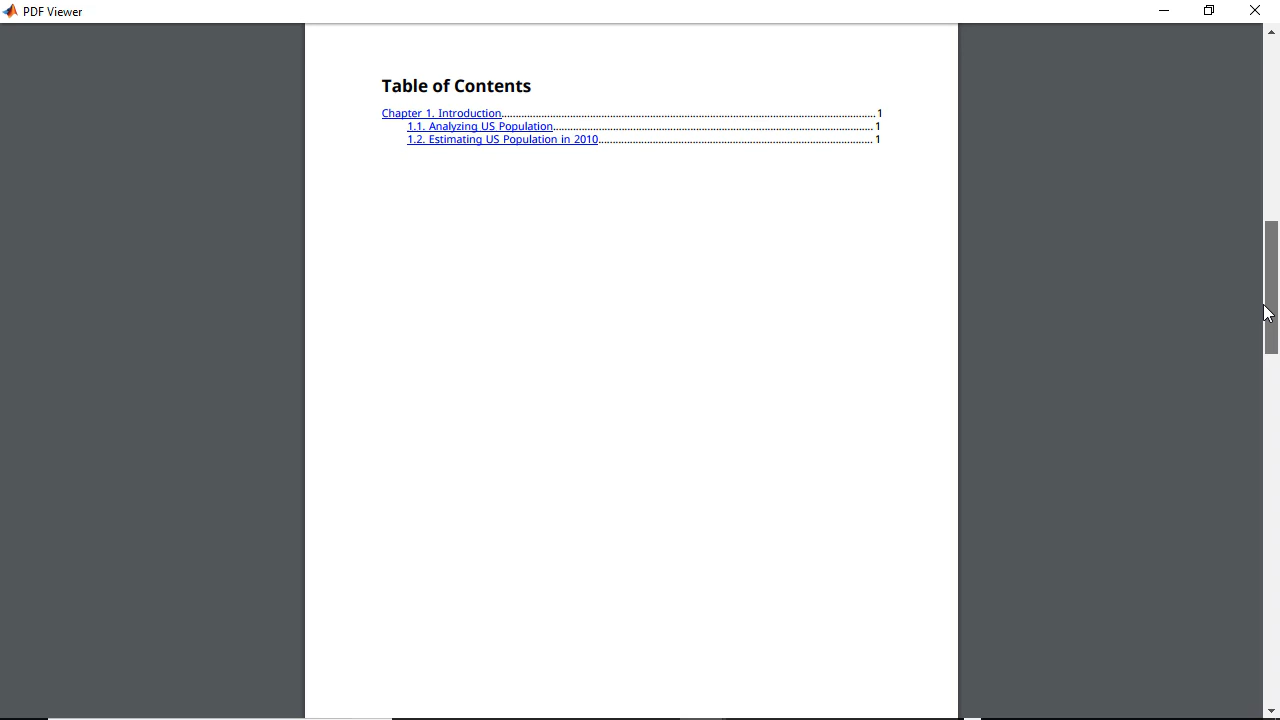 PDF Viewer
Table of Contents
Chapter 1. Introduction........................................................................................................................1
1.1. Analyzing US Population.......................................................................................................1
1.2. Estimating US Population in 2010.........................................................................................1